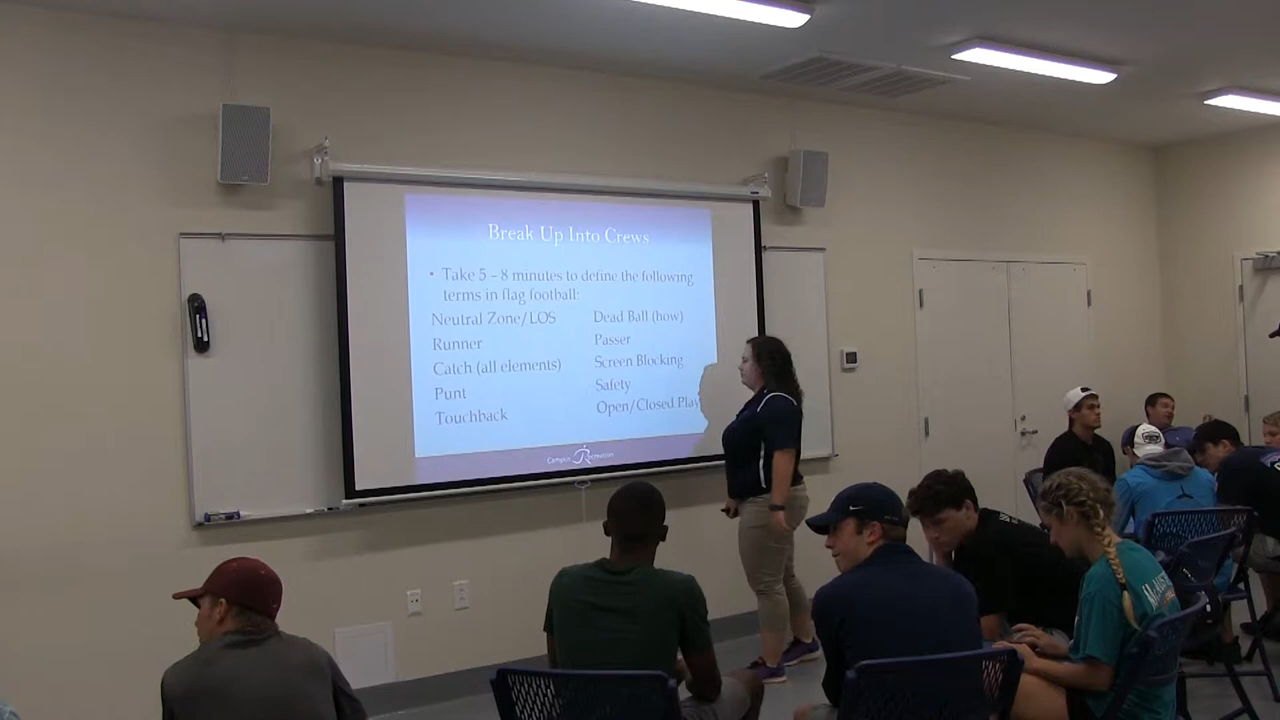 Break Up Into Crews
• Take 5 – 8 minutes to define the following
terms in flag football:
Neutral Zone/LOS
Runner
Catch (all elements)
Punt
Touchback
Dead Ball (how)
Passer
Screen Blocking
Safety
Open/Closed Play
Campus Recreation